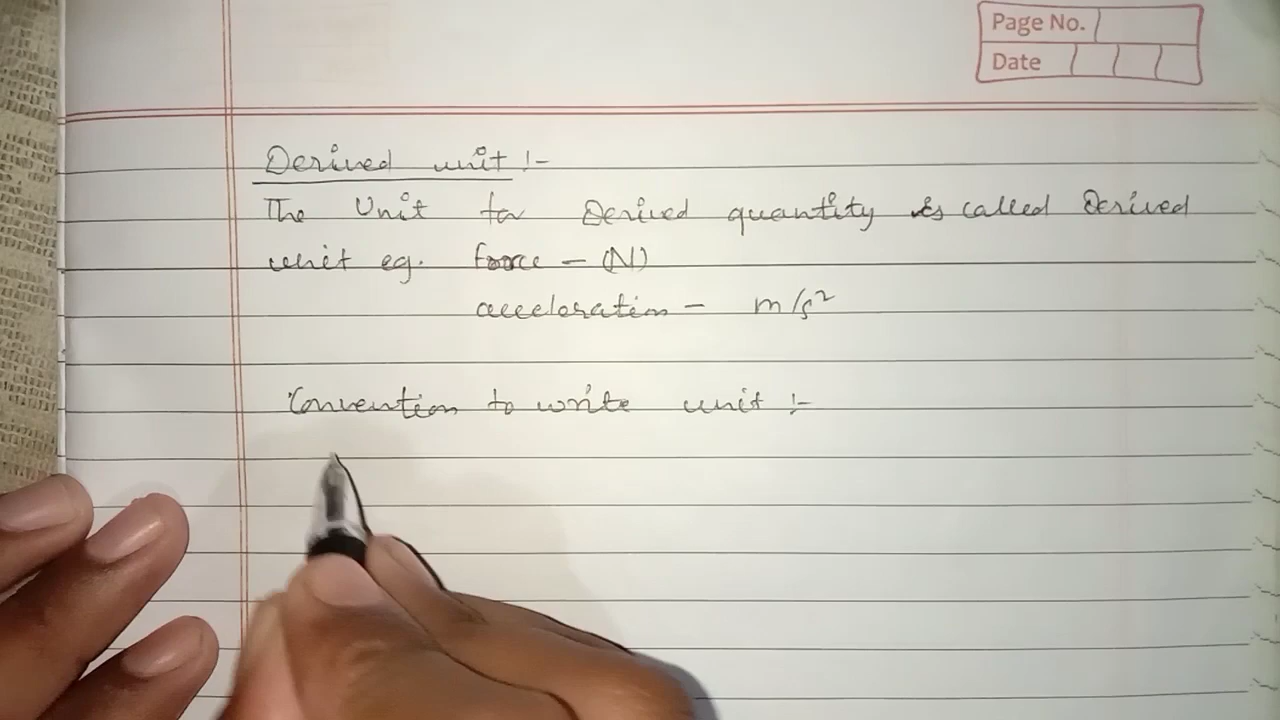 Page No.
Date
Derived unit :-
The Unit for Derived quantity is called Derived
unit eg. force - (N)
acceleration - m/s²
Convention to write unit :-